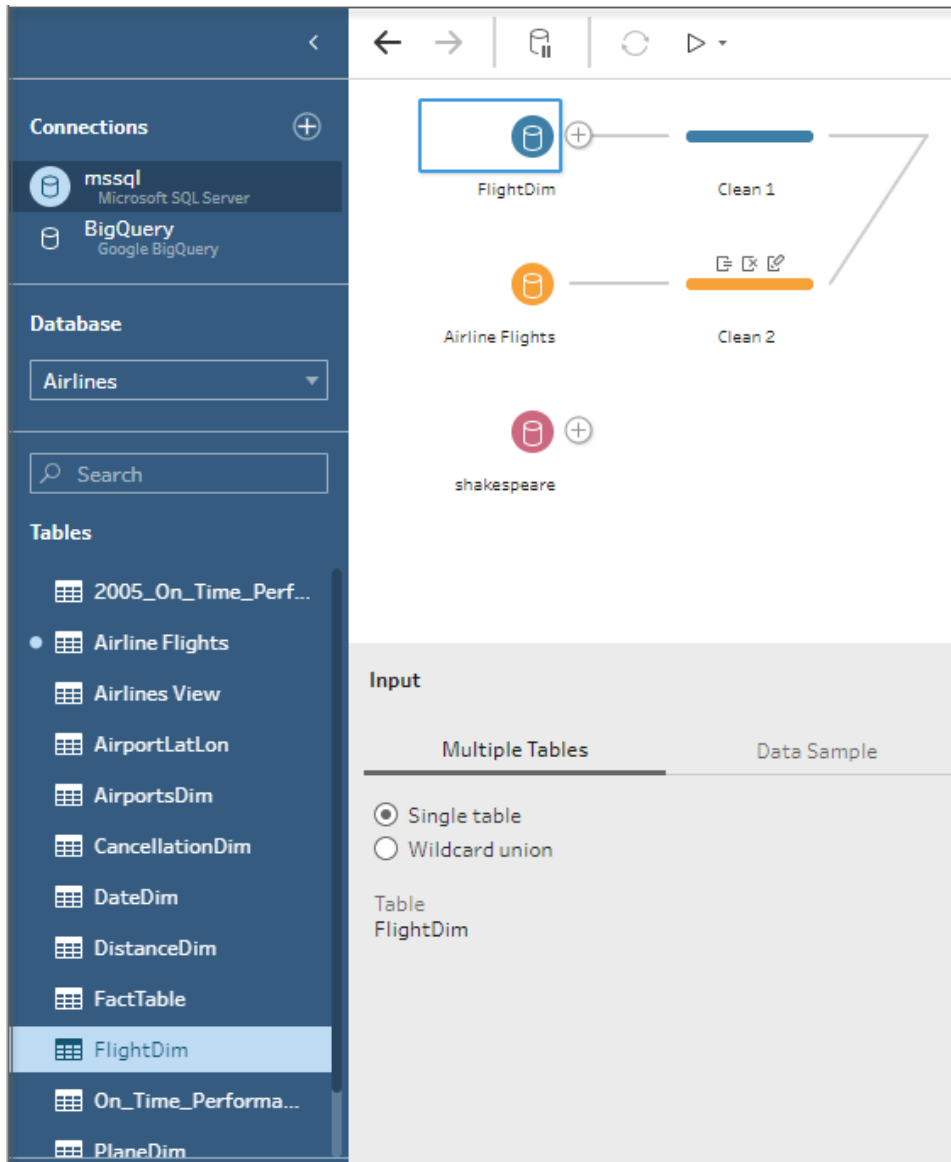 Connections
mssql
Microsoft SQL Server
BigQuery
Google BigQuery
Database
Airlines
Search
Tables
2005_On_Time_Perf...
Airline Flights
Airlines View
AirportLatLon
AirportsDim
CancellationDim
DateDim
DistanceDim
FactTable
FlightDim
On_Time_Performa...
PlaneDim
FlightDim
Clean 1
Airline Flights
Clean 2
shakespeare
Input
Multiple Tables
Data Sample
Single table
Wildcard union
Table
FlightDim